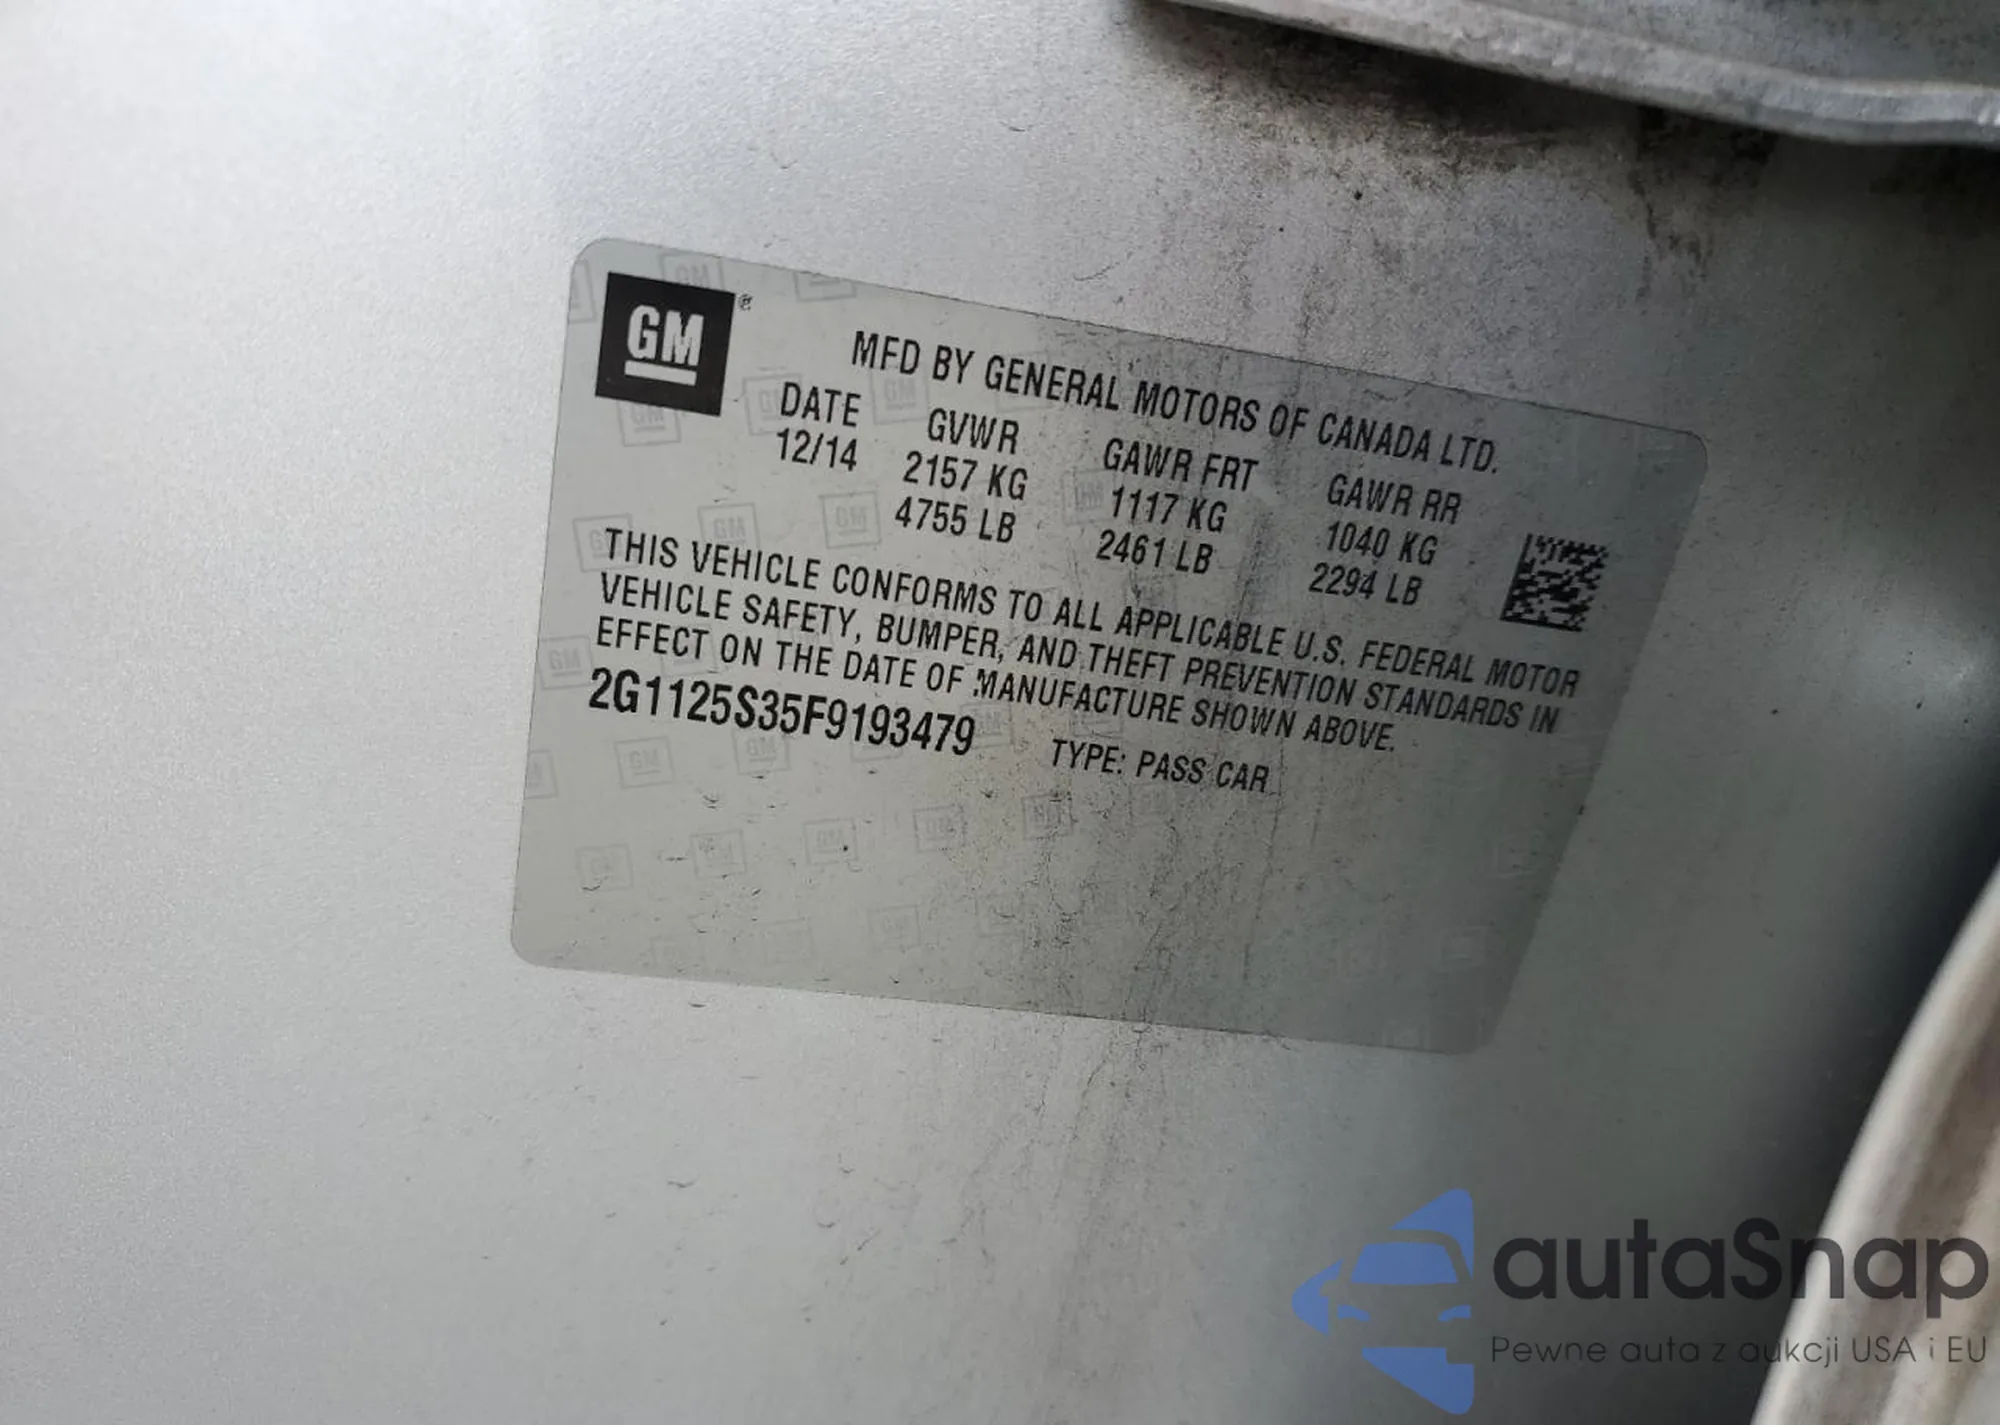 GM®
MFD BY GENERAL MOTORS OF CANADA LTD.
DATE GVWR GAWR FRT GAWR RR
12/14 2157 KG 1117 KG 1040 KG
4755 LB 2461 LB 2294 LB
THIS VEHICLE CONFORMS TO ALL APPLICABLE U.S. FEDERAL MOTOR
VEHICLE SAFETY, BUMPER, AND THEFT PREVENTION STANDARDS IN
EFFECT ON THE DATE OF MANUFACTURE SHOWN ABOVE.
2G1125S35F9193479 TYPE: PASS CAR
autaSnap
Pewne auta z aukcji USA i EU